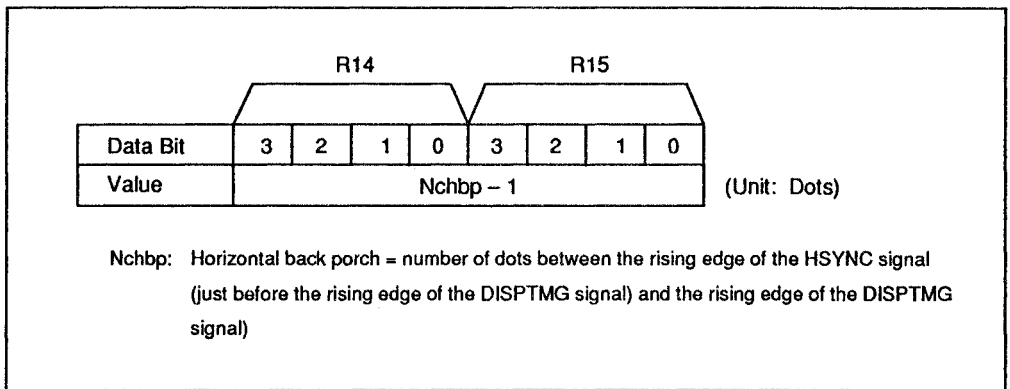 R14 R15
Data Bit 3 2 1 0 3 2 1 0
Value Nchbp – 1 (Unit: Dots)
Nchbp: Horizontal back porch = number of dots between the rising edge of the HSYNC signal
(just before the rising edge of the DISPTMG signal) and the rising edge of the DISPTMG
signal)